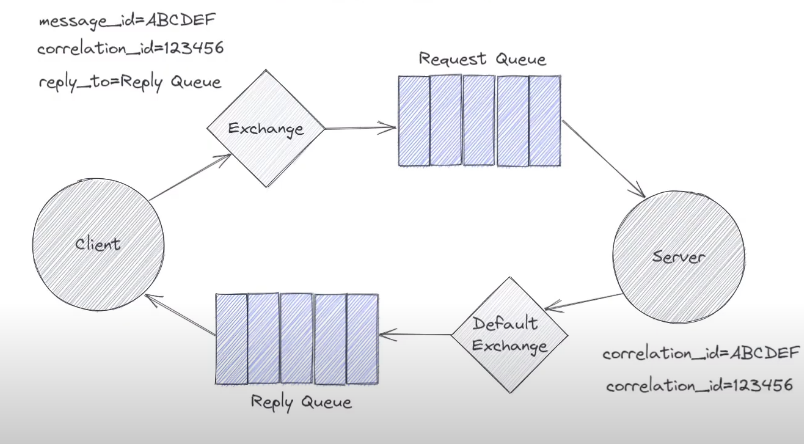 message_id=ABCDEF
correlation_id=123456
reply_to=Reply Queue
Exchange
Request Queue
Client
Server
Default
Exchange
Reply Queue
correlation_id=ABCDEF
correlation_id=123456